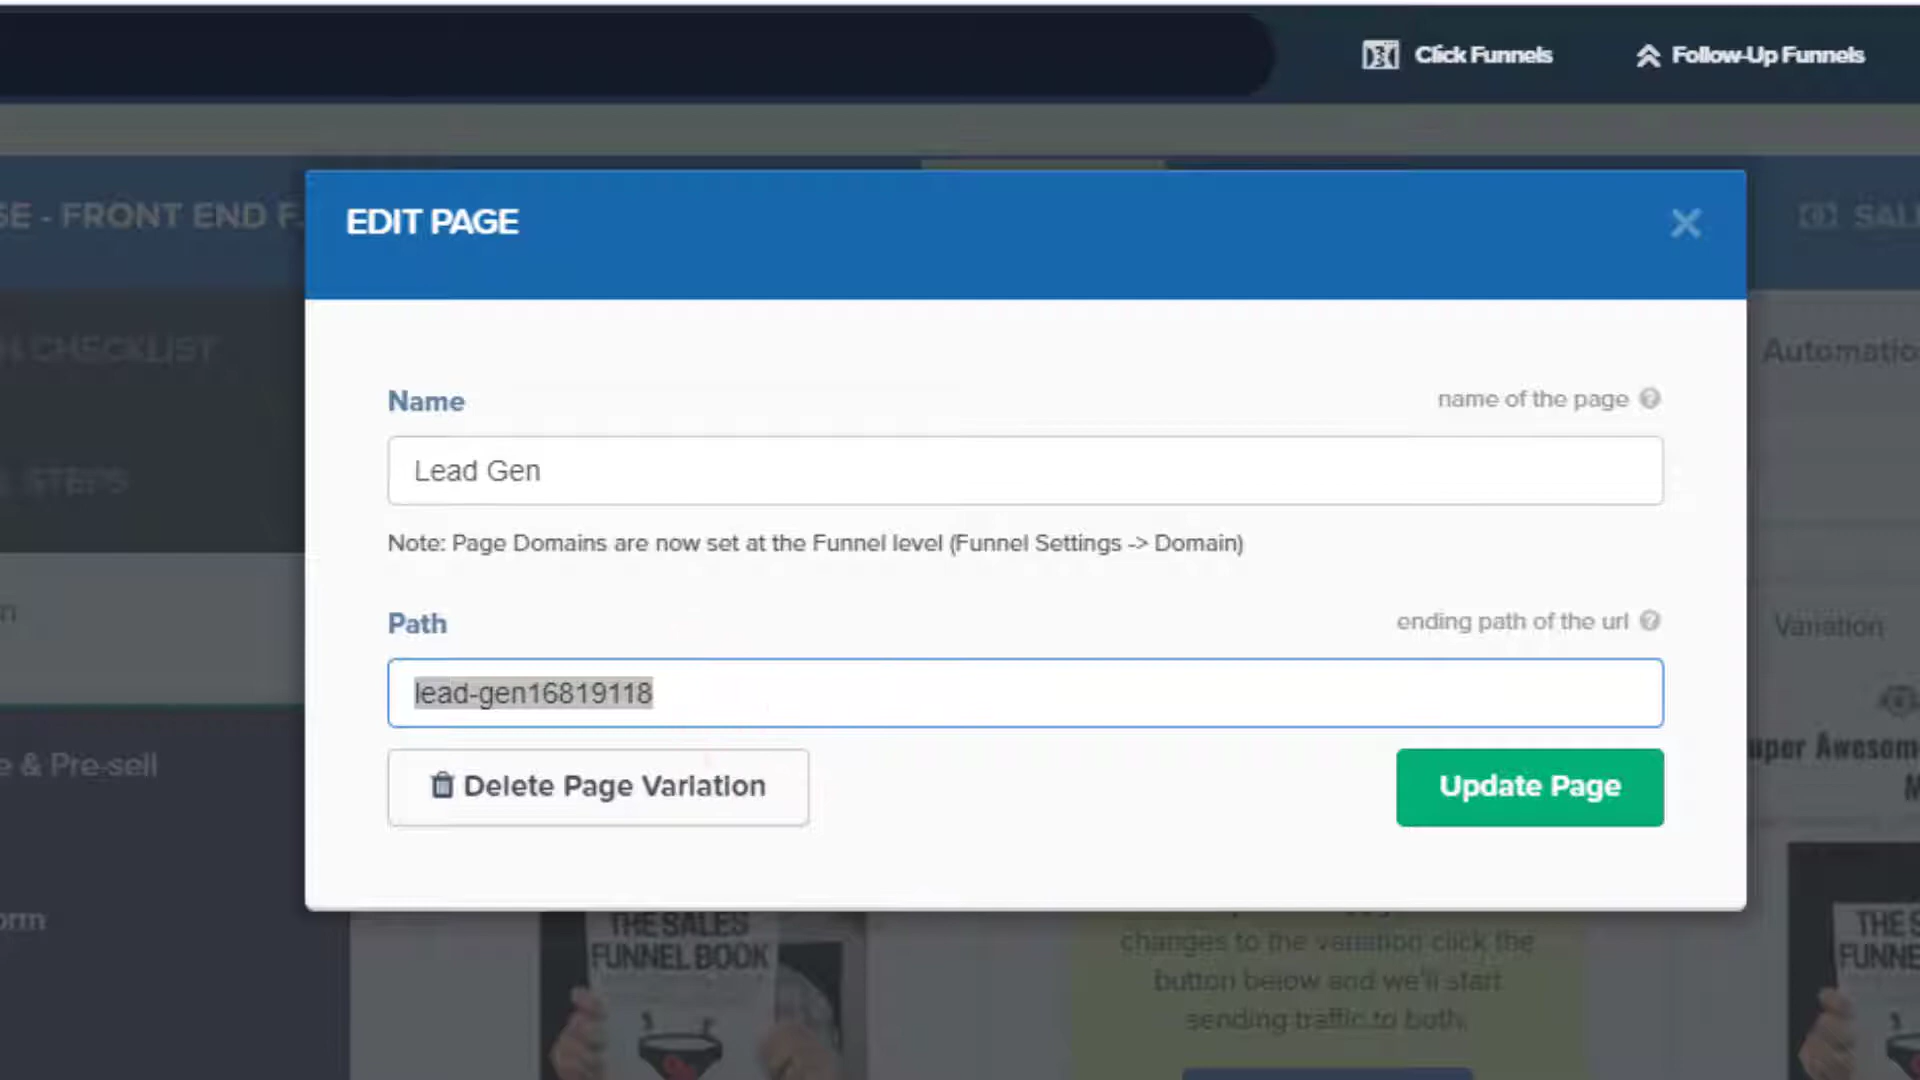 Click Funnels
Follow-Up Funnels
SE - FRONT END F.
EDIT PAGE
CHECKLIST
Automatio
Name
name of the page
Lead Gen
Note: Page Domains are now set at the Funnel level (Funnel Settings -> Domain)
STEPS
Path
ending path of the url
Variation
lead-gen16819118
e & Pre-sell
Delete Page Variation
Update Page
uper Awesom
M
orm
THE SALES
FUNNEL BOOK
changes to the variation click the
button below and we'll start
sending traffic to both.
THE S
FUNNE